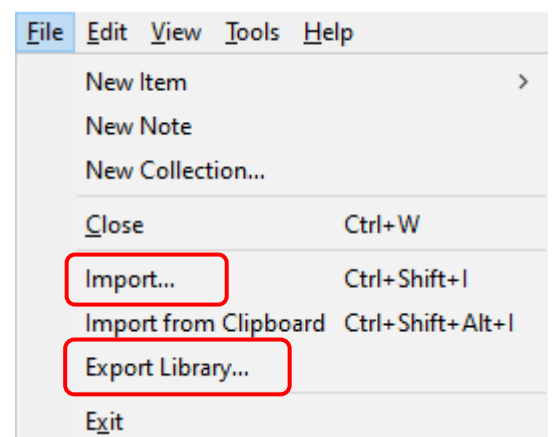 File Edit View Tools Help
New Item >
New Note
New Collection...
Close Ctrl+W
Import... Ctrl+Shift+I
Import from Clipboard Ctrl+Shift+Alt+I
Export Library...
Exit